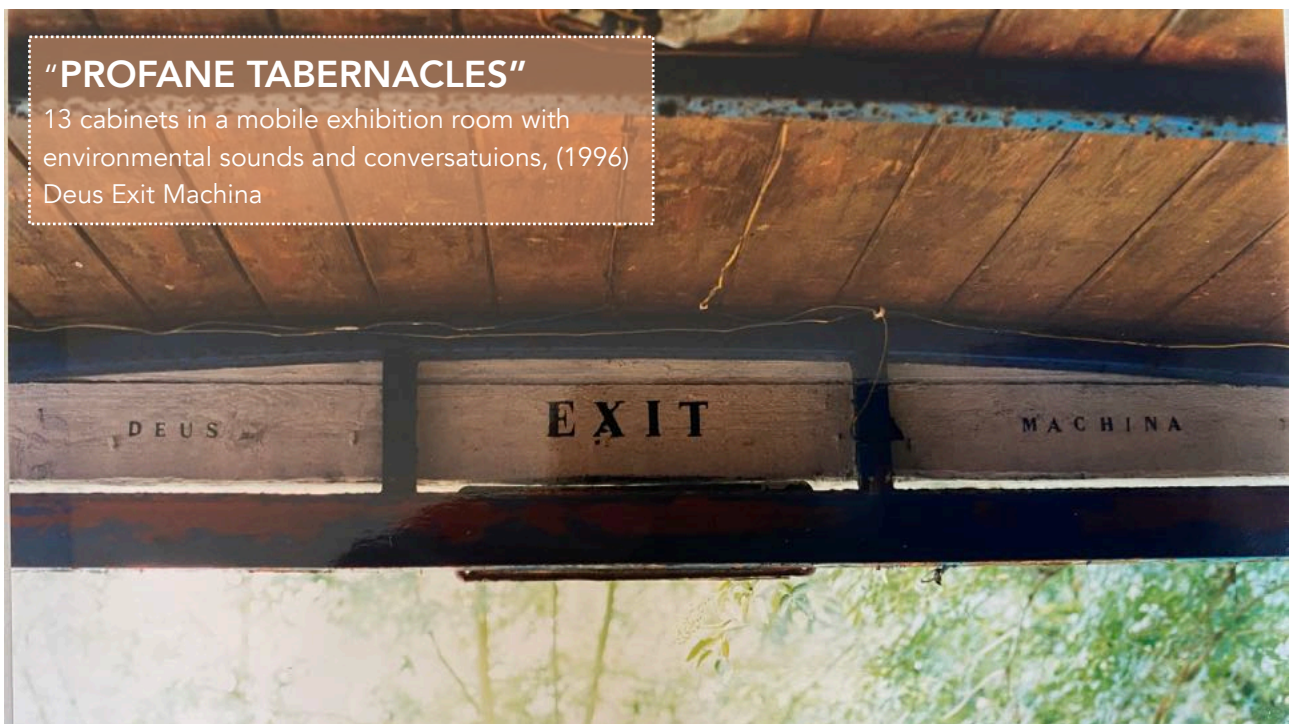 “PROFANE TABERNACLES”
13 cabinets in a mobile exhibition room with
environmental sounds and conversatuions, (1996)
Deus Exit Machina
DEUS EXIT MACHINA